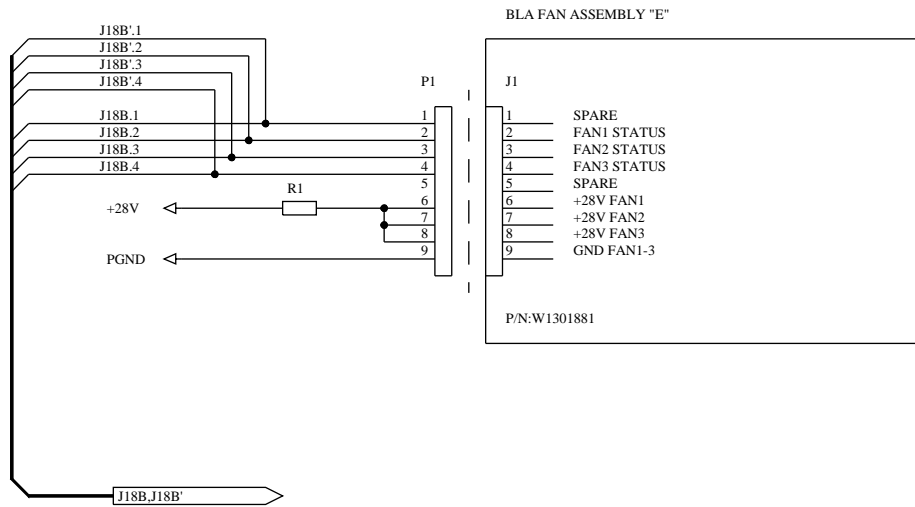 BLA FAN ASSEMBLY "E"
J18B'.1
J18B'.2
J18B'.3
J18B'.4
P1 J1
J18B.1 1 1 SPARE
J18B.2 2 2 FAN1 STATUS
J18B.3 3 3 FAN2 STATUS
J18B.4 4 4 FAN3 STATUS
5 5 SPARE
R1
+28V 6 6 +28V FAN1
7 7 +28V FAN2
8 8 +28V FAN3
PGND 9 9 GND FAN1-3
P/N:W1301881
J18B,J18B'